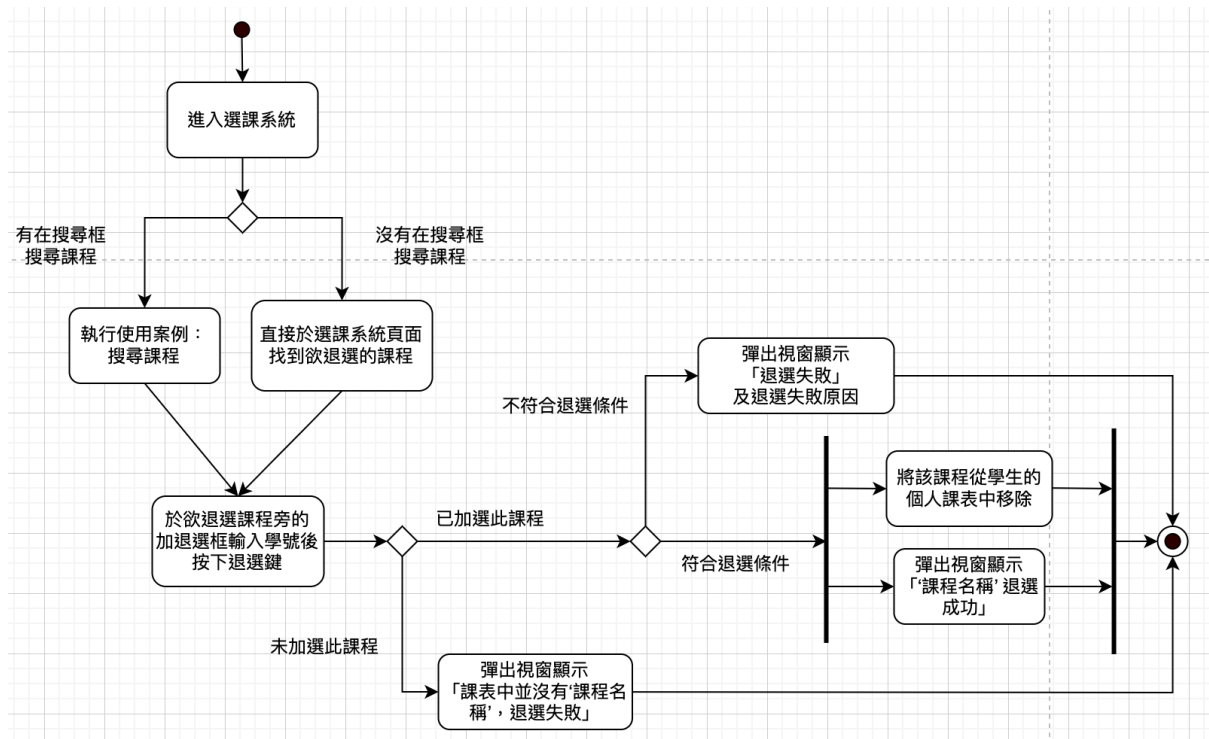 進入選課系統
有在搜尋框
搜尋課程
沒有在搜尋框
搜尋課程
執行使用案例：
搜尋課程
直接於選課系統頁面
找到欲退選的課程
彈出視窗顯示
「退選失敗」
及退選失敗原因
不符合退選條件
將該課程從學生的
個人課表中移除
於欲退選課程旁的
加退選框輸入學號後
按下退選鍵
已加選此課程
符合退選條件
彈出視窗顯示
「‘課程名稱’ 退選
成功」
未加選此課程
彈出視窗顯示
「課表中並沒有‘課程名
稱’，退選失敗」